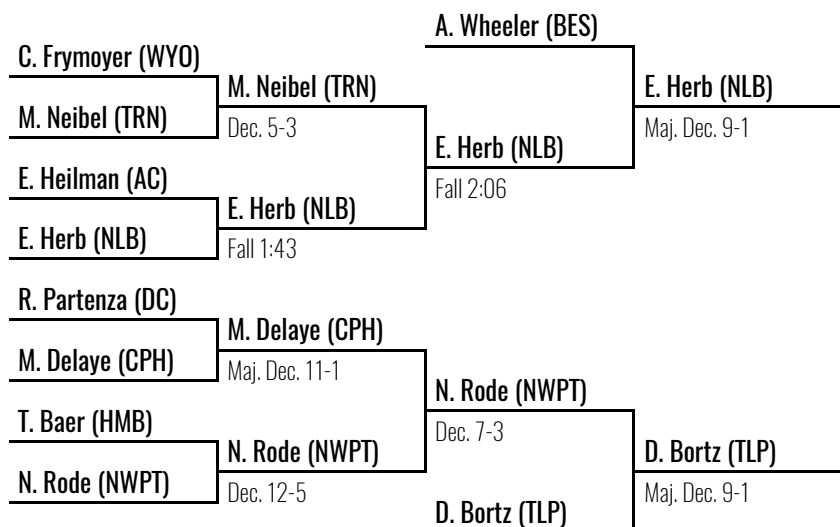 A. Wheeler (BES)
C. Frymoyer (WYO)
M. Neibel (TRN)
E. Herb (NLB)
M. Neibel (TRN)
Dec. 5-3
Maj. Dec. 9-1
E. Herb (NLB)
E. Heilman (AC)
Fall 2:06
E. Herb (NLB)
E. Herb (NLB)
Fall 1:43
R. Partenza (DC)
M. Delaye (CPH)
M. Delaye (CPH)
Maj. Dec. 11-1
N. Rode (NWPT)
T. Baer (HMB)
Dec. 7-3
N. Rode (NWPT)
D. Bortz (TLP)
N. Rode (NWPT)
Dec. 12-5
Maj. Dec. 9-1
D. Bortz (TLP)